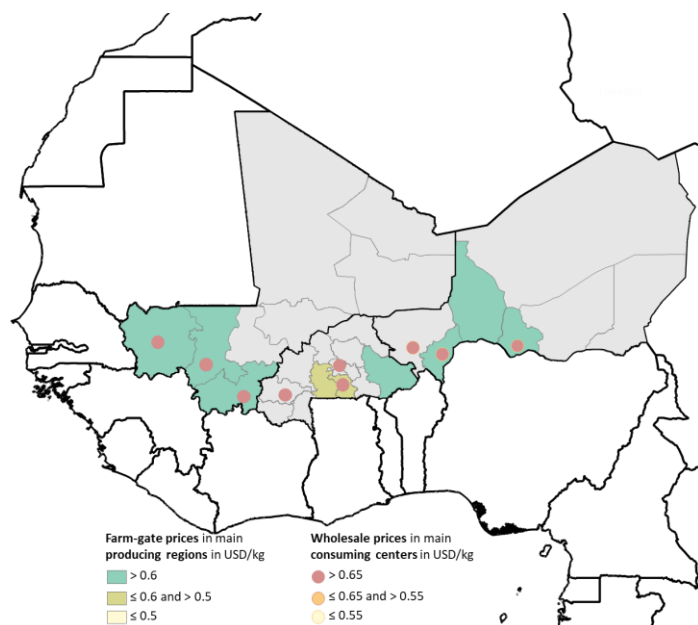 Farm-gate prices in main
producing regions in USD/kg
> 0.6
≤ 0.6 and > 0.5
≤ 0.5
Wholesale prices in main
consuming centers in USD/kg
> 0.65
≤ 0.65 and > 0.55
≤ 0.55